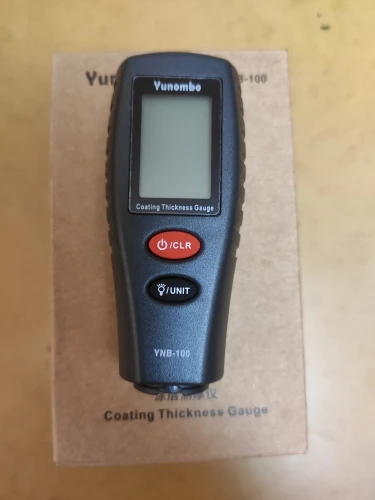 Yunombo
Coating Thickness Gauge
/CLR
/UNIT
YNB-100
Coating Thickness Gauge